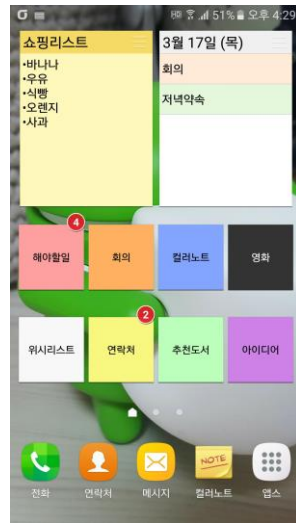 51% 오후 4:29
쇼핑리스트
•바나나
•우유
•식빵
•오렌지
•사과
3월 17일 (목)
회의
저녁약속
4
해야할일
회의
컬러노트
영화
2
위시리스트
연락처
추천도서
아이디어
NOTE
전화
연락처
메시지
컬러노트
앱스